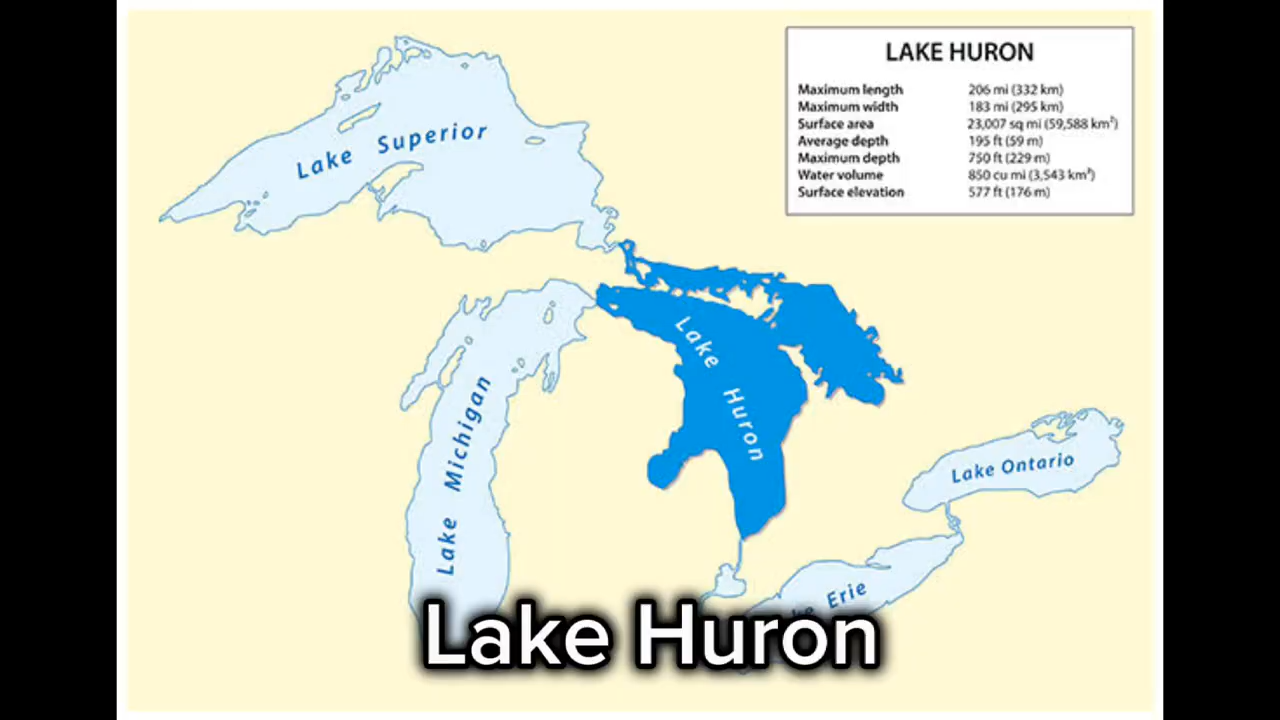 LAKE HURON
Maximum length 206 mi (332 km)
Maximum width 183 mi (295 km)
Surface area 23,007 sq mi (59,588 km²)
Average depth 195 ft (59 m)
Maximum depth 750 ft (229 m)
Water volume 850 cu mi (3,543 km³)
Surface elevation 577 ft (176 m)
Lake Superior
Lake Huron
Lake Michigan
Lake Ontario
Erie
Lake Huron